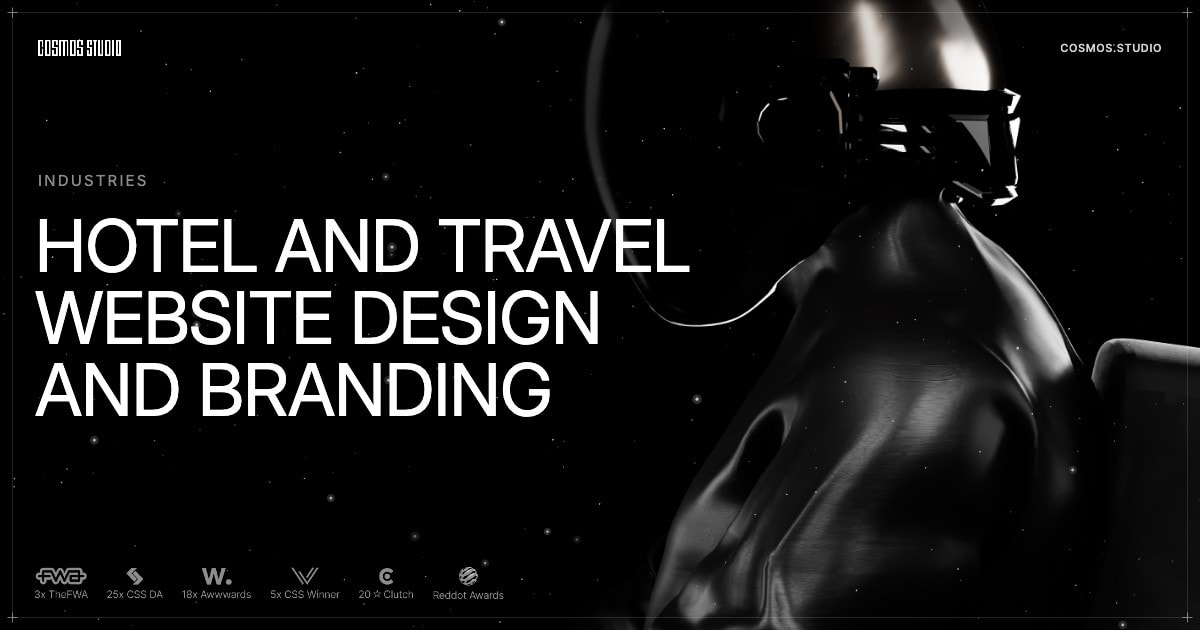 COSMOS STUDIO
COSMOS.STUDIO
INDUSTRIES
HOTEL AND TRAVEL
WEBSITE DESIGN
AND BRANDING
FWA
W.
3x TheFWA
25x CSS DA
18x Awwwards
5x CSS Winner
20 ☆ Clutch
Reddot Awards